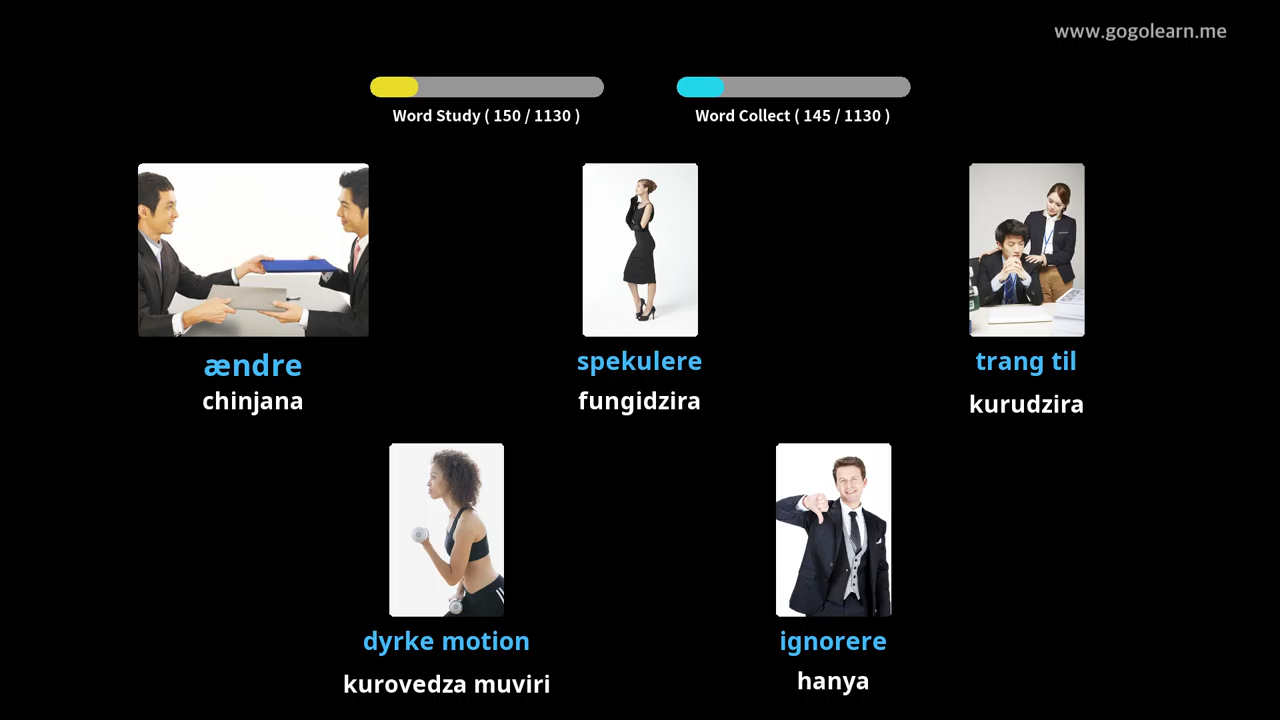 www.gogolearn.me
Word Study ( 150 / 1130 )
Word Collect ( 145 / 1130 )
ændre
chinjana
spekulere
fungidzira
trang til
kurudzira
dyrke motion
kurovedza muviri
ignorere
hanya